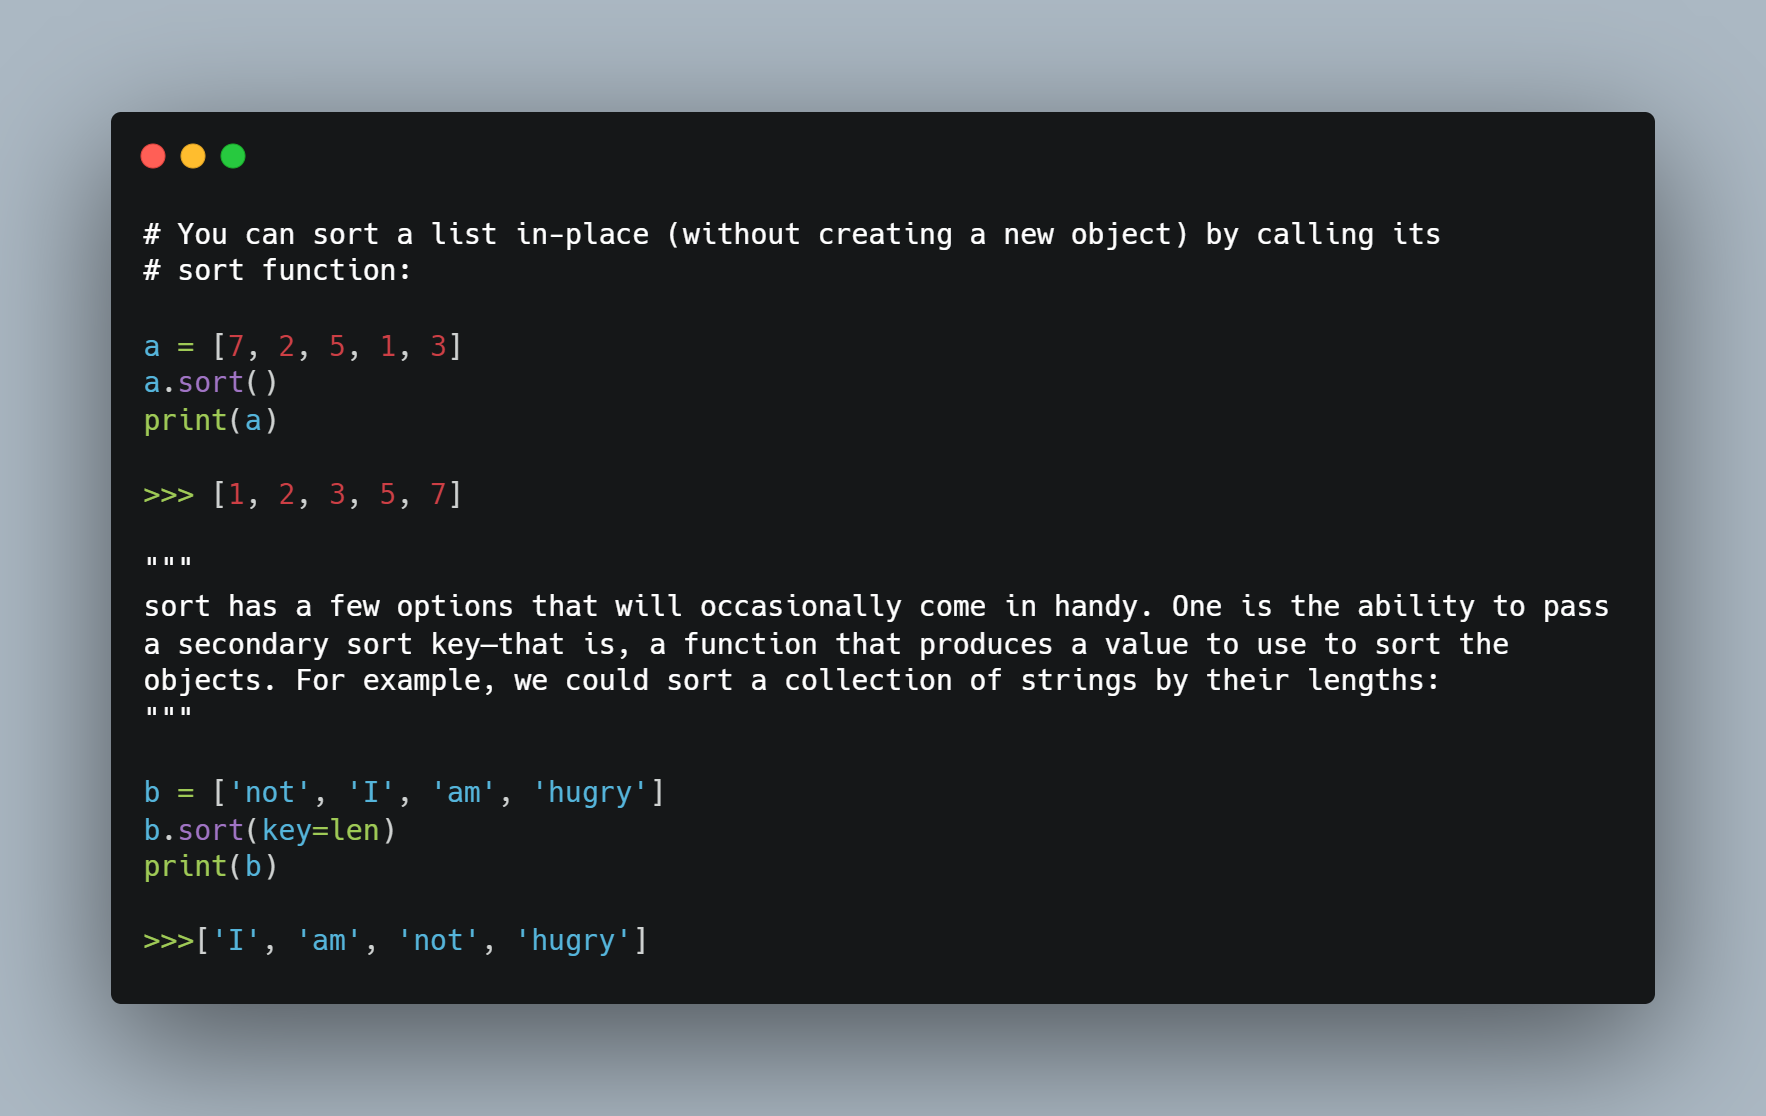 # You can sort a list in-place (without creating a new object) by calling its
# sort function:
a = [7, 2, 5, 1, 3]
a.sort()
print(a)
>>> [1, 2, 3, 5, 7]
"""
sort has a few options that will occasionally come in handy. One is the ability to pass
a secondary sort key—that is, a function that produces a value to use to sort the
objects. For example, we could sort a collection of strings by their lengths:
"""
b = ['not', 'I', 'am', 'hugry']
b.sort(key=len)
print(b)
>>>['I', 'am', 'not', 'hugry']